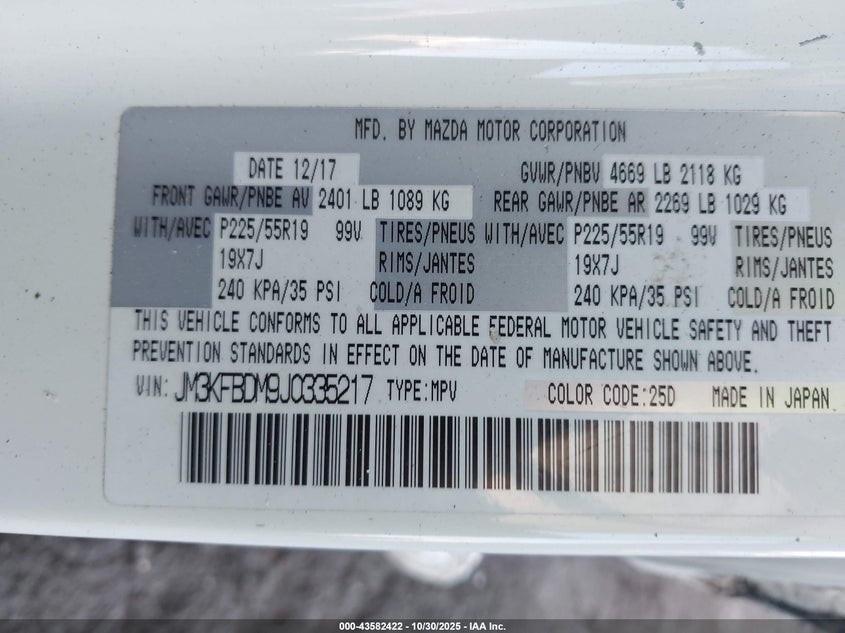 MFD. BY MAZDA MOTOR CORPORATION
DATE 12/17 GVWR/PNBV 4669 LB 2118 KG
FRONT GAWR/PNBE AV 2401 LB 1089 KG REAR GAWR/PNBE AR 2269 LB 1029 KG
WITH/AVEC P225/55R19 99V TIRES/PNEUS WITH/AVEC P225/55R19 99V TIRES/PNEUS
19X7J RIMS/JANTES 19X7J RIMS/JANTES
240 KPA/35 PSI COLD/A FROID 240 KPA/35 PSI COLD/A FROID
THIS VEHICLE CONFORMS TO ALL APPLICABLE FEDERAL MOTOR VEHICLE SAFETY AND THEFT
PREVENTION STANDARDS IN EFFECT ON THE DATE OF MANUFACTURE SHOWN ABOVE.
VIN: JM3KFBDM9J0335217 TYPE:MPV COLOR CODE:25D MADE IN JAPAN
000-43582422 - 10/30/2025 - IAA Inc.